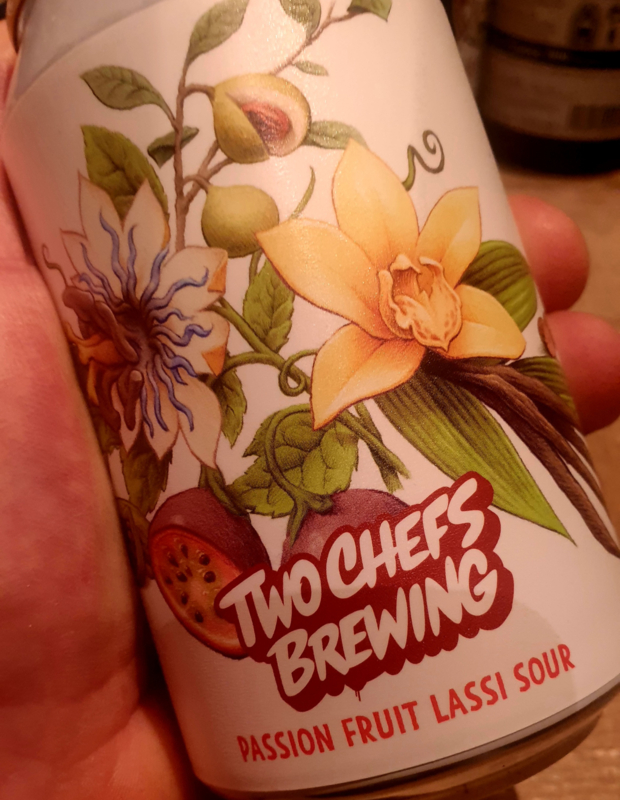 TWO CHEFS
BREWING
PASSION FRUIT LASSI SOUR